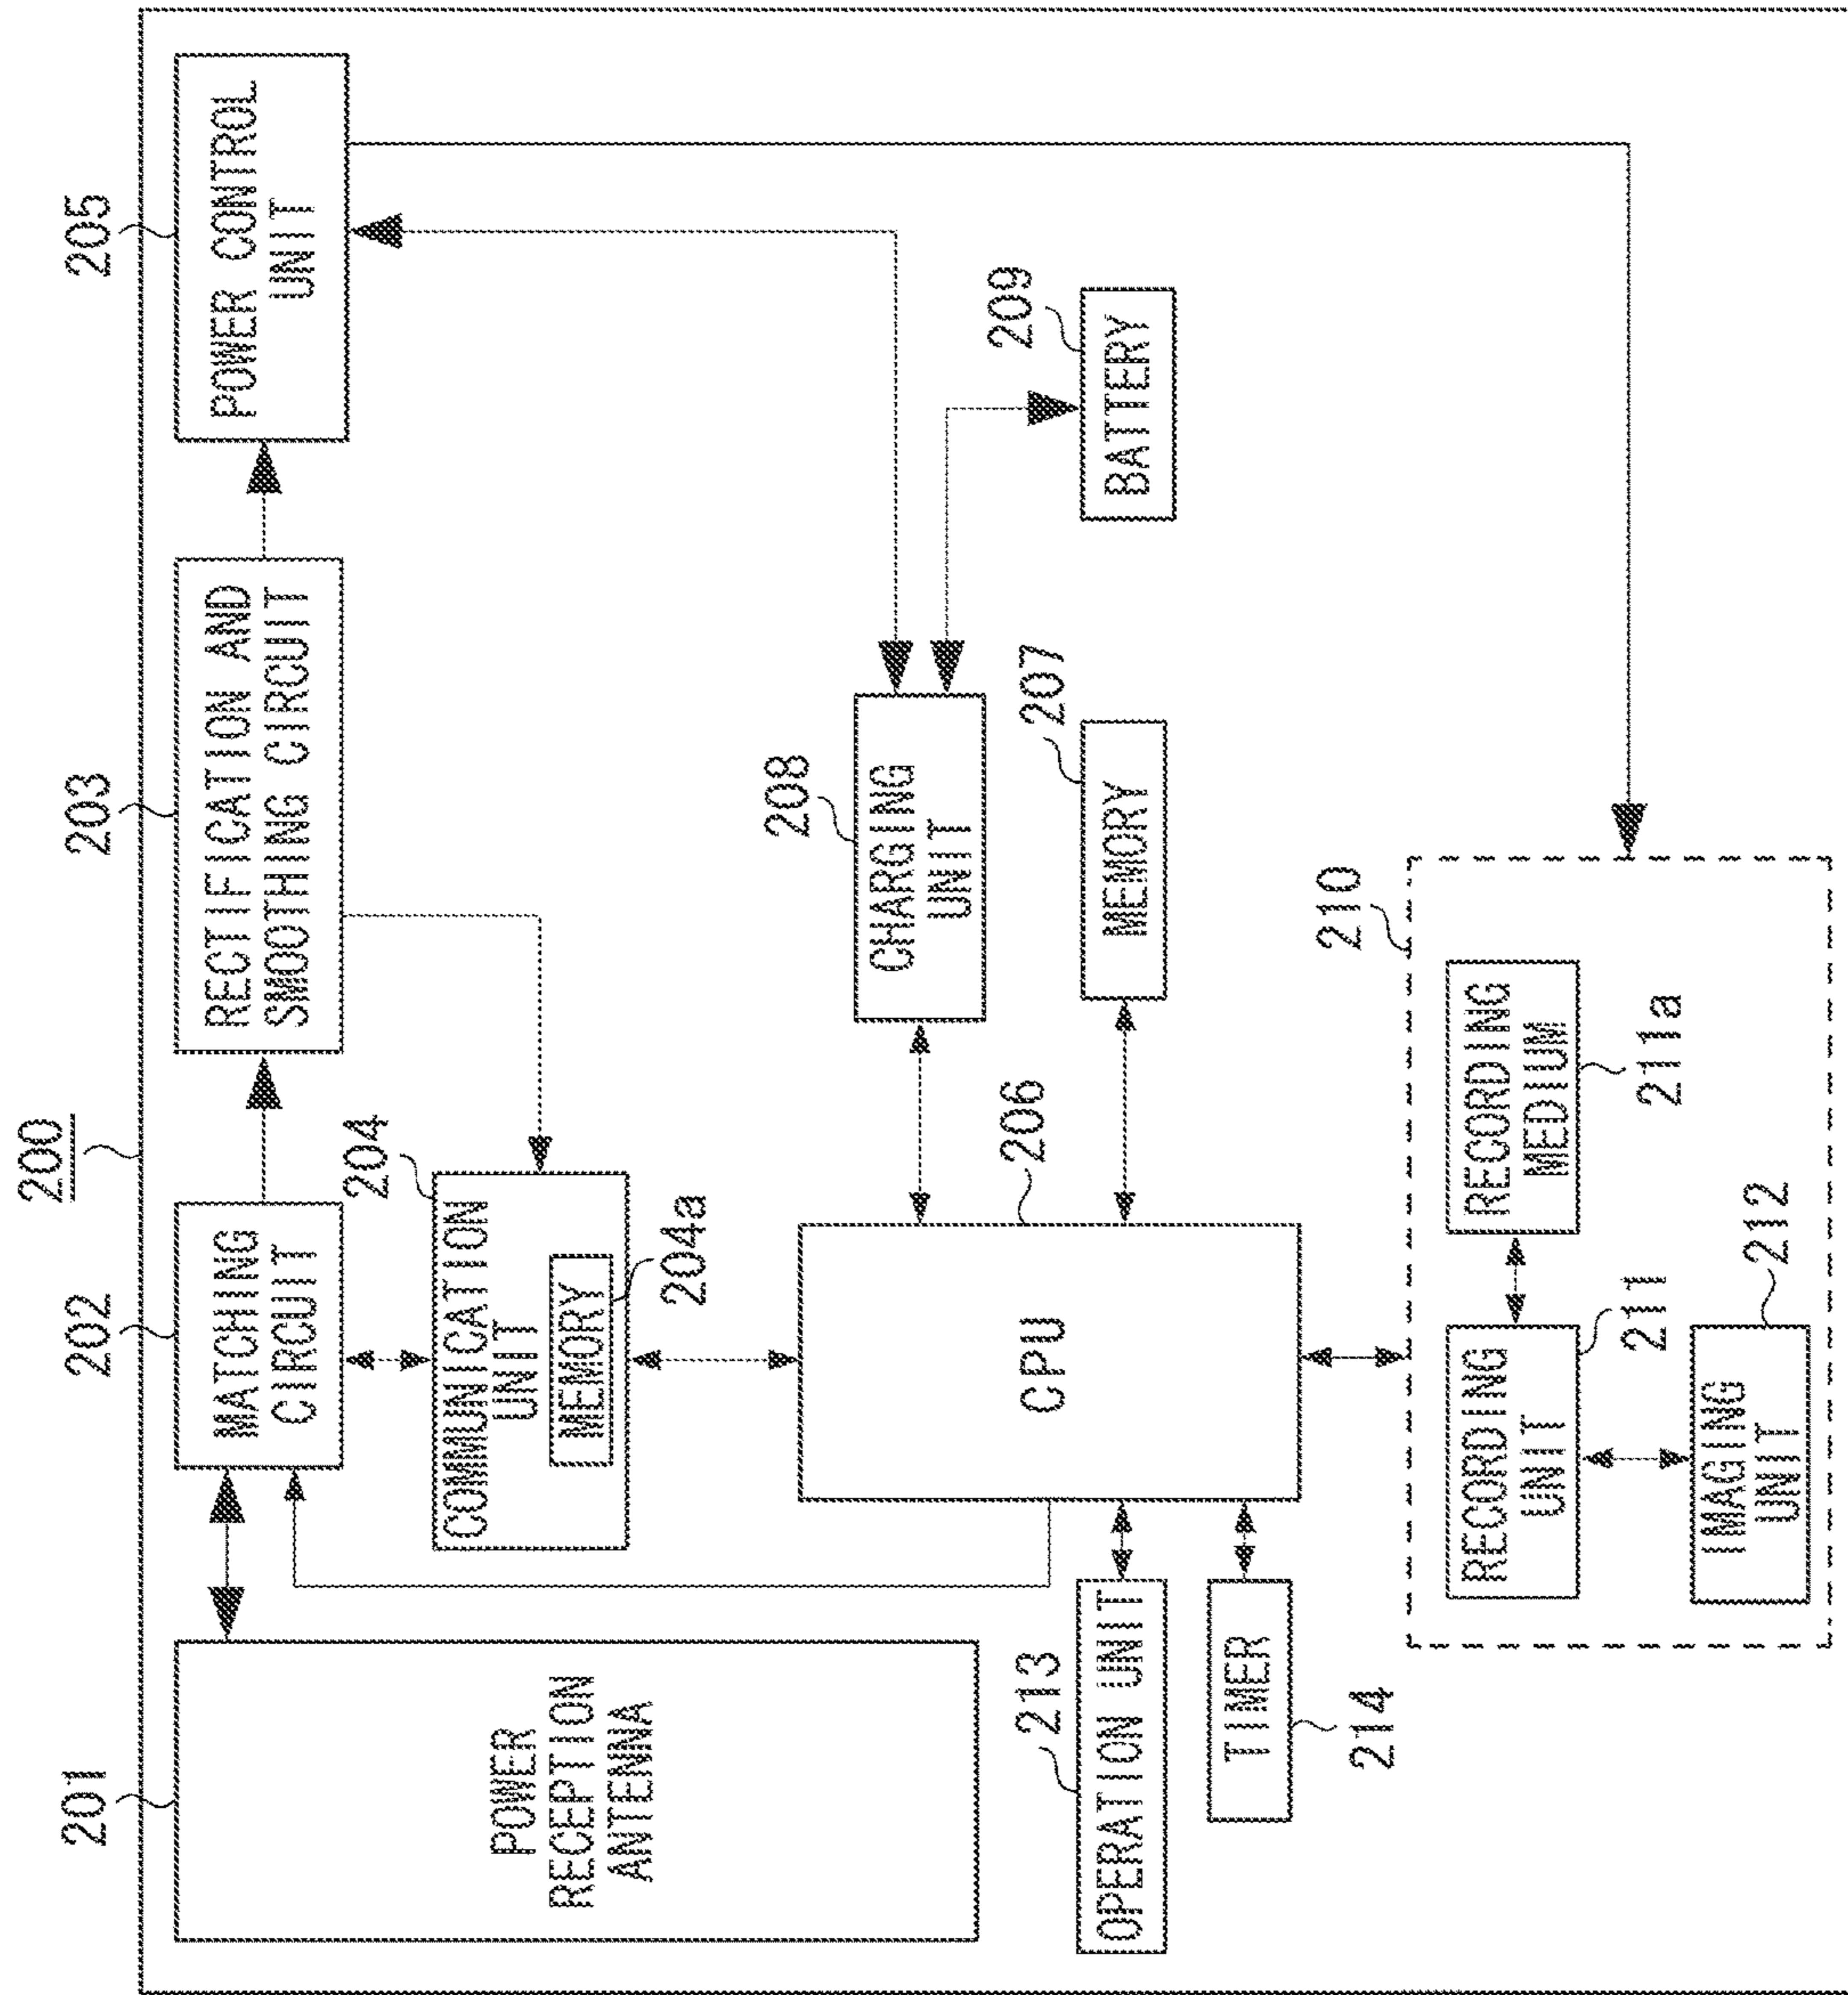 200
201
202
203
205
POWER
RECEPTION
ANTENNA
MATCHING
CIRCUIT
RECTIFICATION AND
SMOOTHING CIRCUIT
POWER CONTROL
UNIT
204
COMMUNICATION
UNIT
MEMORY
204a
208
CHARGING
UNIT
209
BATTERY
206
CPU
207
MEMORY
213
OPERATION UNIT
TIMER
214
210
RECORDING
UNIT
211
RECORDING
MEDIUM
211a
IMAGING
UNIT
212